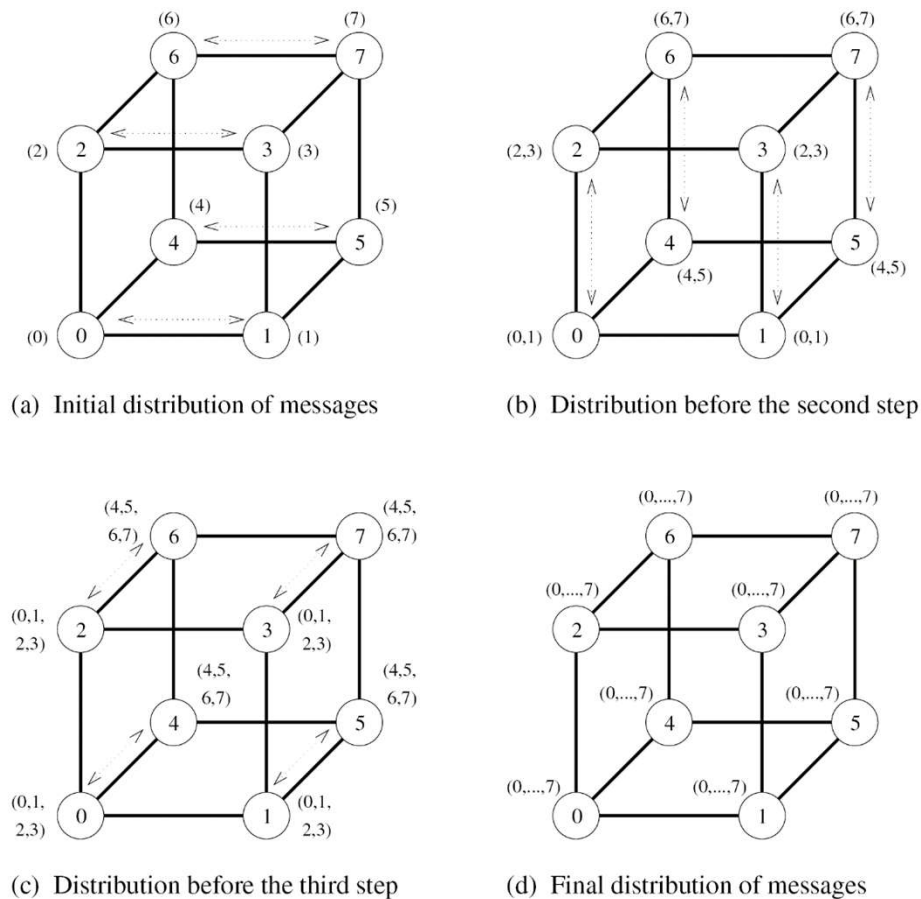 (6) (7)
6 7
(2) 2 3 (3)
(4) (5)
4 5
(0) 0 1 (1)
(a) Initial distribution of messages
(6,7) (6,7)
6 7
(2,3) 2 3 (2,3)
4 5
(4,5) (4,5)
(0,1) 0 1 (0,1)
(b) Distribution before the second step
(4,5, (4,5,
6,7) 6 7 6,7)
(0,1, 2 3 (0,1,
2,3) 2,3)
(4,5, (4,5,
6,7) 6,7)
4 5
(0,1, 0 1 (0,1,
2,3) 2,3)
(c) Distribution before the third step
(0,...,7) (0,...,7)
6 7
(0,...,7) (0,...,7)
2 3
(0,...,7) (0,...,7)
4 5
(0,...,7) (0,...,7)
0 1
(d) Final distribution of messages